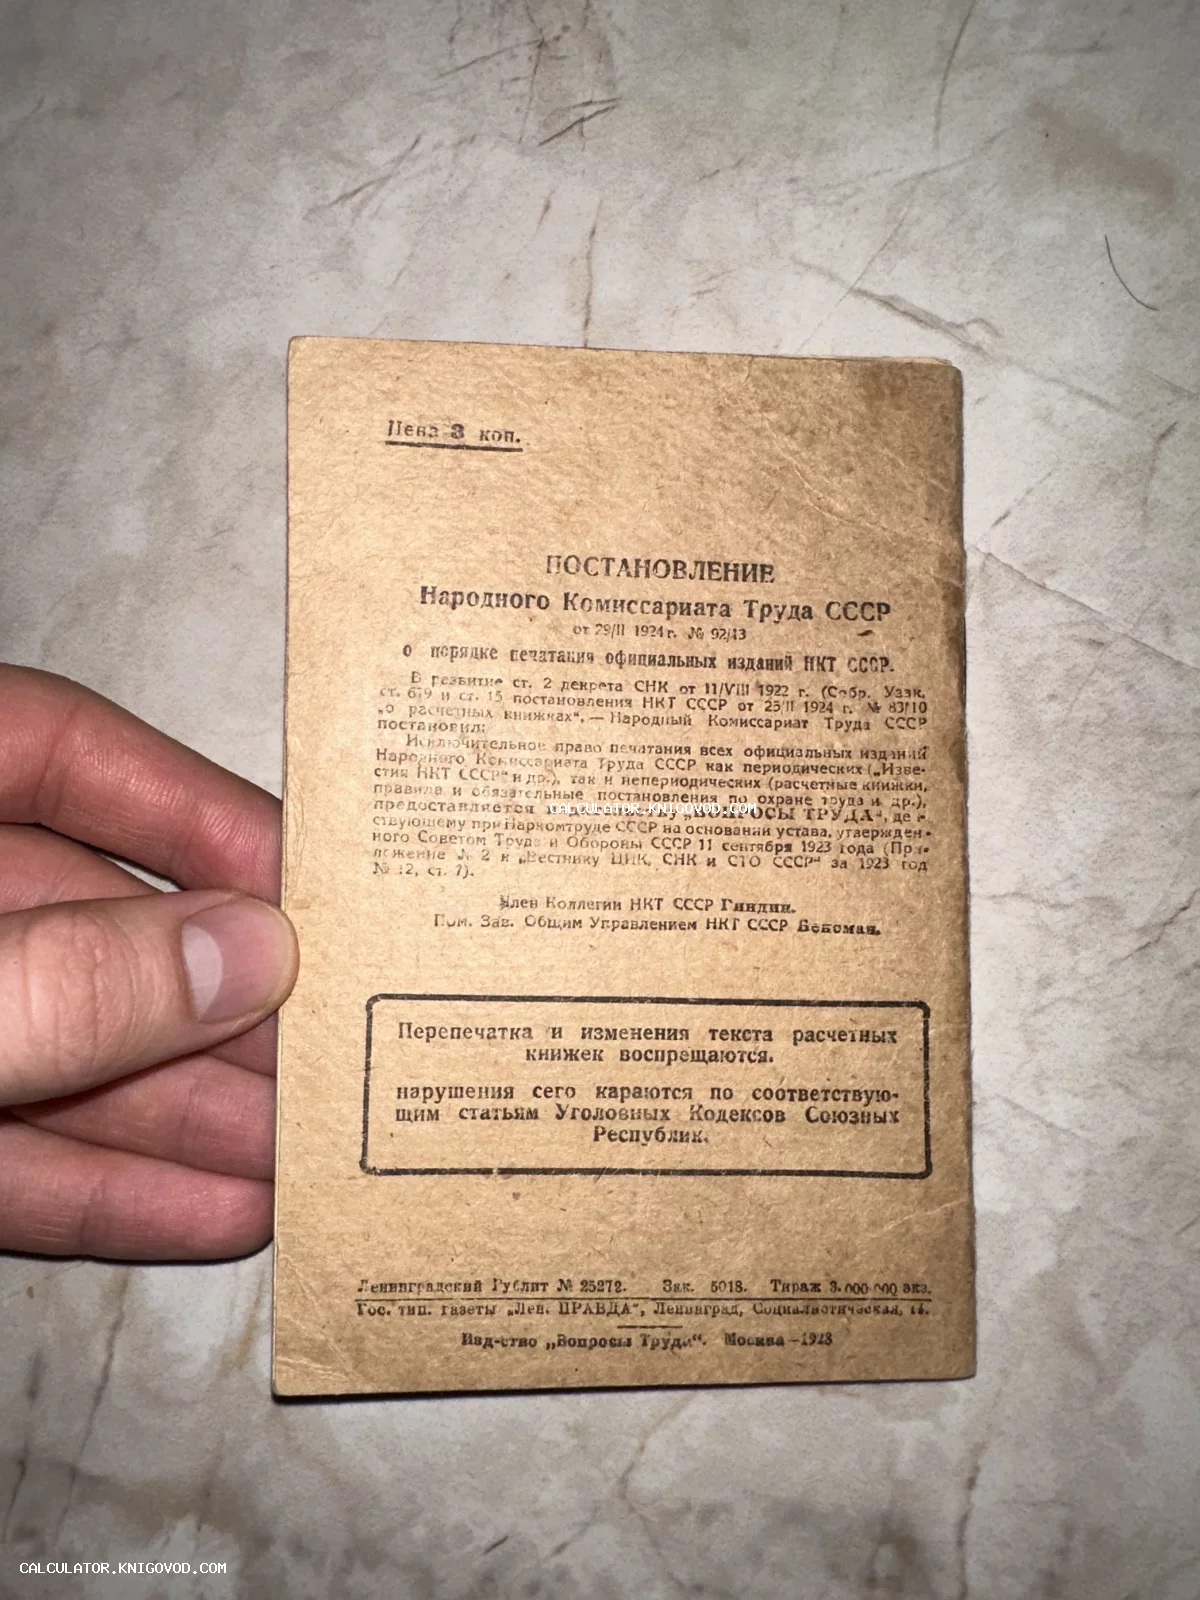 Цена 3 коп.
ПОСТАНОВЛЕНИЕ
Народного Комиссариата Труда СССР
от 29/II 1924 г. № 92/43
о порядке печатания официальных изданий НКТ СССР.
В развитие ст. 2 декрета СНК от 11/VIII 1922 г. (Собр. Узак.
ст. 619 и ст. 15 постановления НКТ СССР от 25/II 1924 г. № 83/10
„о расчетных книжках“, — Народный Комиссариат Труда СССР
постановил:
Исключительное право печатания всех официальных изданий
Народного Комиссариата Труда СССР как периодических („Изве-
стия НКТ СССР“ и др.), так и непериодических (расчетные книжки,
правила и обязательные постановления по охране труда и др.),
предоставляется „ВОПРОСЫ ТРУДА“, дей-
ствующему при Наркомтруде СССР на основании устава, утвержден-
ного Советом Труда и Обороны СССР 11 сентября 1923 года (При-
ложение № 2 к „Вестнику ЦИК, СНК и СТО СССР“ за 1923 год
№ 12, ст. 7).
Член Коллегии НКТ СССР Гиндин.
Пом. Зав. Общим Управлением НКТ СССР
Перепечатка и изменения текста расчетных
книжек воспрещаются.
нарушения сего караются по соответствую-
щим статьям Уголовных Кодексов Союзных
Республик.
Ленинградский Гублит № 25272. Зак. 5018. Тираж 3.000 000 экз.
Гос. тип. газеты „Лен. ПРАВДА“, Ленинград, Социалистическая, 14.
Изд-ство „Вопросы Труда“. Москва—1928
CALCULATOR.KNIGOVOD.COM
CALCULATOR.KNIGOVOD.COM